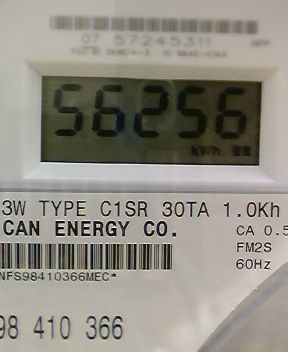 07 57245311
56256
kWh
3W TYPE C1SR 30TA 1.0Kh
CAN ENERGY CO.
CA 0.5
FM2S
60Hz
NFS98410366MEC*
98 410 366